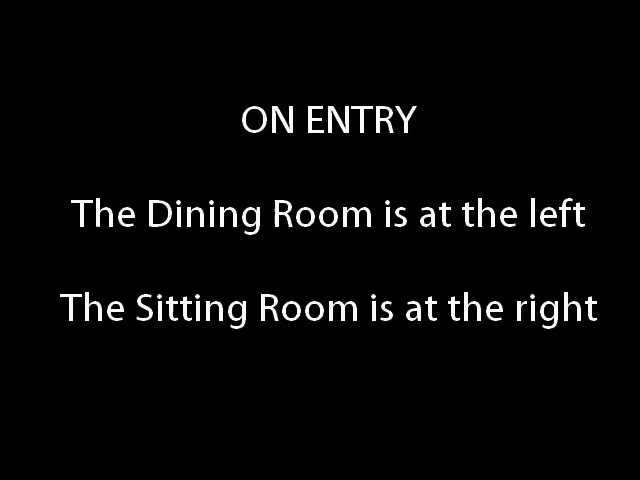 ON ENTRY
The Dining Room is at the left
The Sitting Room is at the right